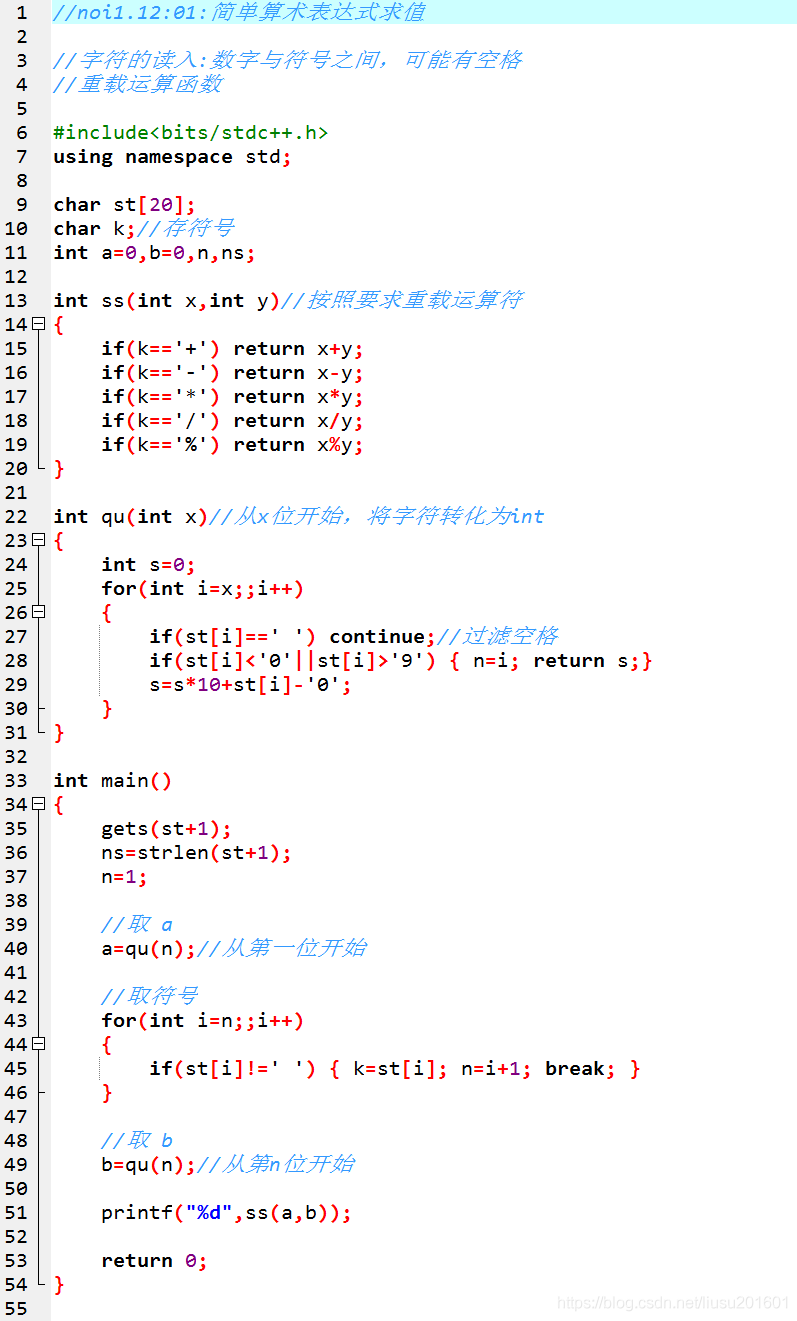 1 //noi1.12:01:简单算术表达式求值
2
3 //字符的读入:数字与符号之间，可能有空格
4 //重载运算函数
5
6 #include<bits/stdc++.h>
7 using namespace std;
8
9 char st[20];
10 char k;//存符号
11 int a=0,b=0,n,ns;
12
13 int ss(int x,int y)//按照要求重载运算符
14 {
15     if(k=='+') return x+y;
16     if(k=='-') return x-y;
17     if(k=='*') return x*y;
18     if(k=='/') return x/y;
19     if(k=='%') return x%y;
20 }
21
22 int qu(int x)//从x位开始，将字符转化为int
23 {
24     int s=0;
25     for(int i=x;;i++)
26     {
27         if(st[i]==' ') continue;//过滤空格
28         if(st[i]<'0'||st[i]>'9') { n=i; return s;}
29         s=s*10+st[i]-'0';
30     }
31 }
32
33 int main()
34 {
35     gets(st+1);
36     ns=strlen(st+1);
37     n=1;
38
39     //取 a
40     a=qu(n);//从第一位开始
41
42     //取符号
43     for(int i=n;;i++)
44     {
45         if(st[i]!=' ') { k=st[i]; n=i+1; break; }
46     }
47
48     //取 b
49     b=qu(n);//从第n位开始
50
51     printf("%d",ss(a,b));
52
53     return 0;
54 }
55
https://blog.csdn.net/liusu201601